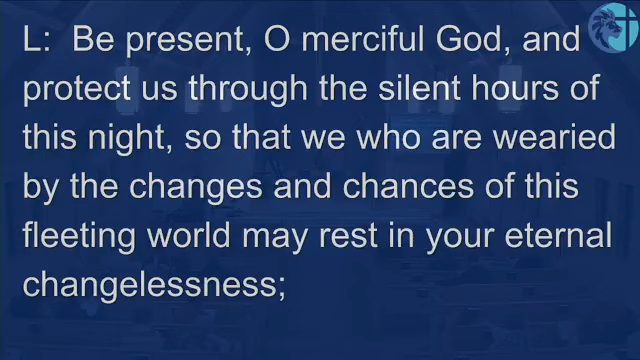 L: Be present, O merciful God, and
protect us through the silent hours of
this night, so that we who are wearied
by the changes and chances of this
fleeting world may rest in your eternal
changelessness;